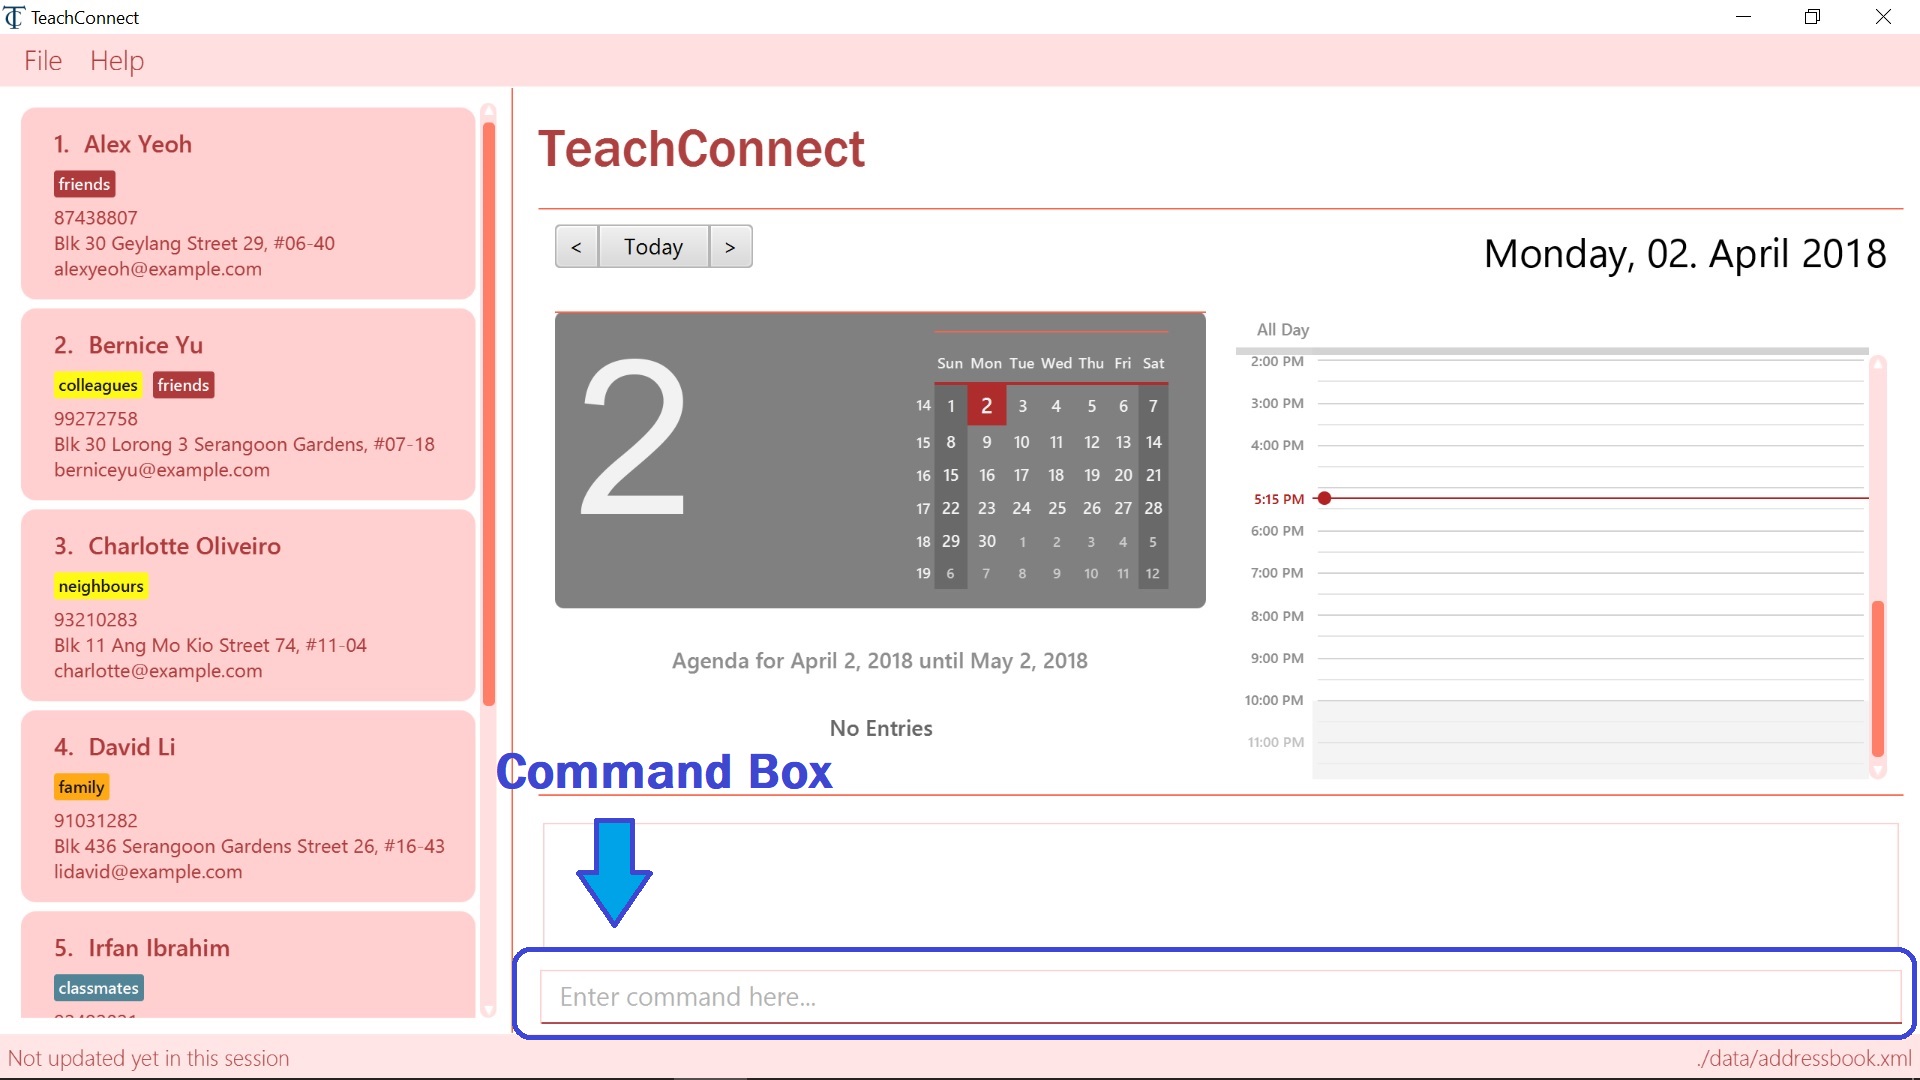 TeachConnect
File Help
1. Alex Yeoh
friends
87438807
Blk 30 Geylang Street 29, #06-40
alexyeoh@example.com
2. Bernice Yu
colleagues friends
99272758
Blk 30 Lorong 3 Serangoon Gardens, #07-18
berniceyu@example.com
3. Charlotte Oliveiro
neighbours
93210283
Blk 11 Ang Mo Kio Street 74, #11-04
charlotte@example.com
4. David Li
family
91031282
Blk 436 Serangoon Gardens Street 26, #16-43
lidavid@example.com
5. Irfan Ibrahim
classmates
TeachConnect
< Today >
Monday, 02. April 2018
2
Sun Mon Tue Wed Thu Fri Sat
14 1 2 3 4 5 6 7
15 8 9 10 11 12 13 14
16 15 16 17 18 19 20 21
17 22 23 24 25 26 27 28
18 29 30 1 2 3 4 5
19 6 7 8 9 10 11 12
Agenda for April 2, 2018 until May 2, 2018
No Entries
All Day
2:00 PM
3:00 PM
4:00 PM
5:15 PM
6:00 PM
7:00 PM
8:00 PM
9:00 PM
10:00 PM
11:00 PM
Command Box
Enter command here...
Not updated yet in this session
./data/addressbook.xml